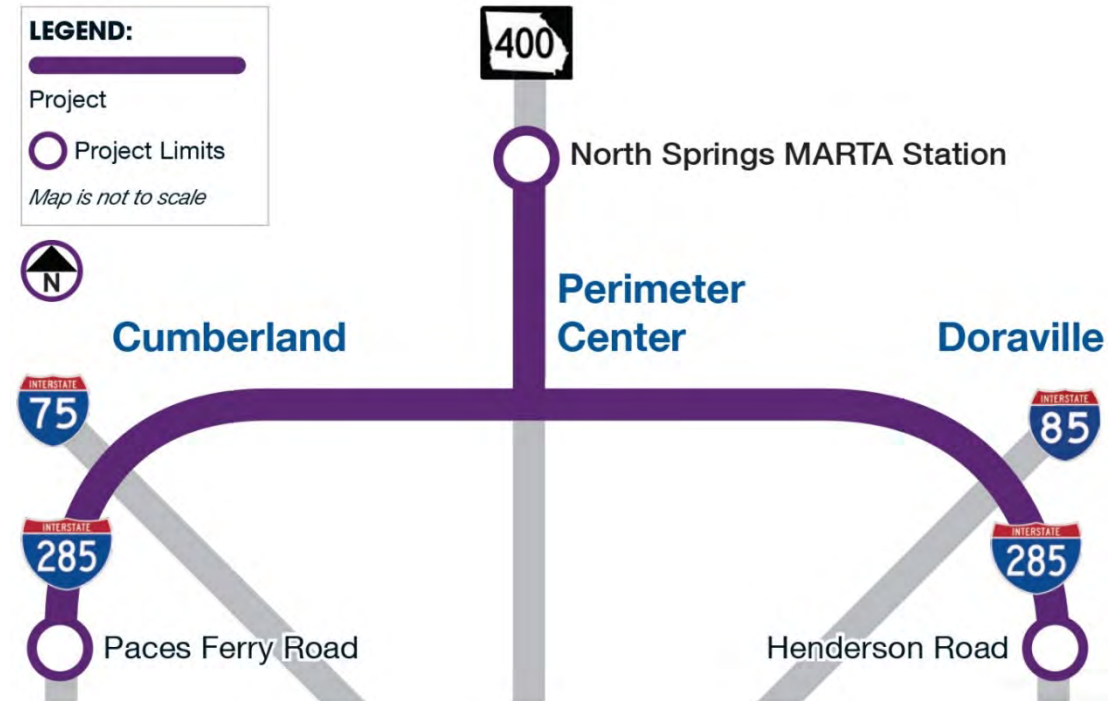 LEGEND:
Project
Project Limits
Map is not to scale
N
400
North Springs MARTA Station
Perimeter
Center
Cumberland
Doraville
INTERSTATE
75
INTERSTATE
85
INTERSTATE
285
INTERSTATE
285
Paces Ferry Road
Henderson Road